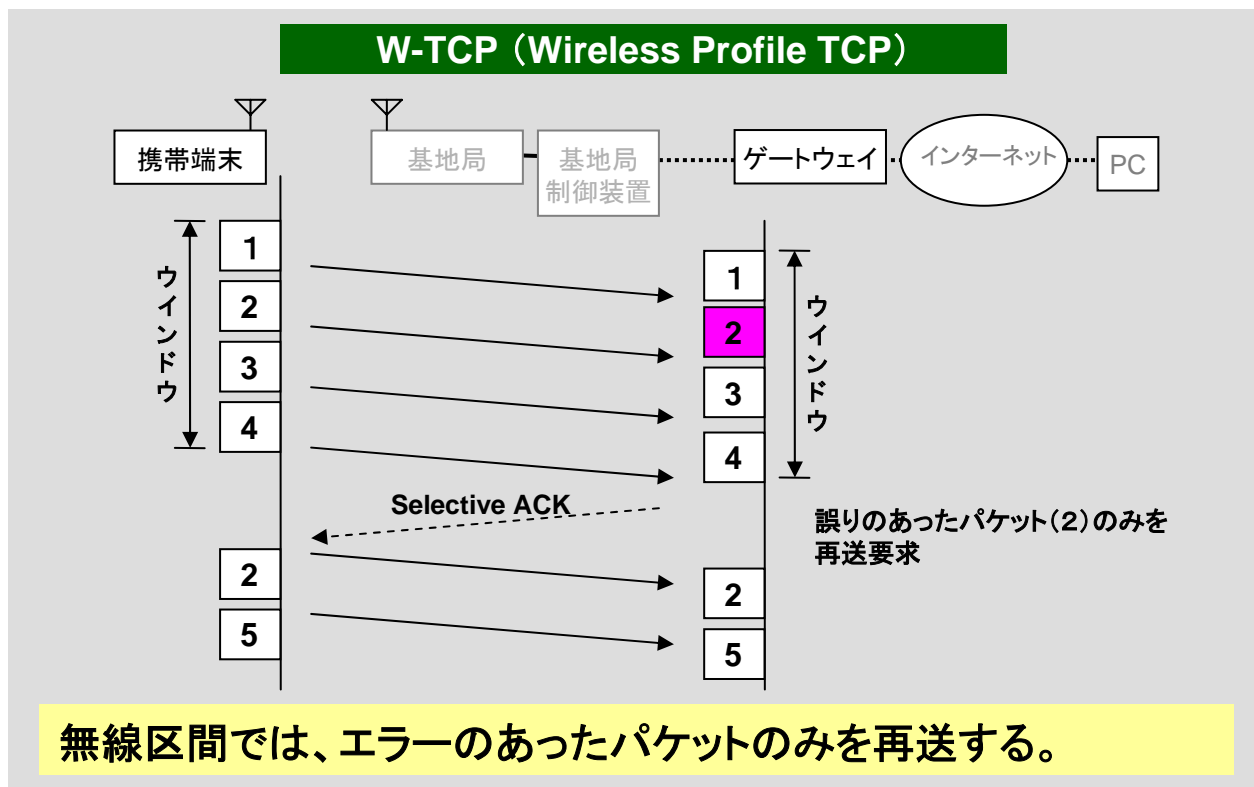 W-TCP（Wireless Profile TCP）
携帯端末
基地局
基地局
制御装置
ゲートウェイ
インターネット
PC
ウインドウ
1
2
3
4
1
2
3
4
ウインドウ
Selective ACK
誤りのあったパケット（2）のみを
再送要求
2
5
2
5
無線区間では、エラーのあったパケットのみを再送する。